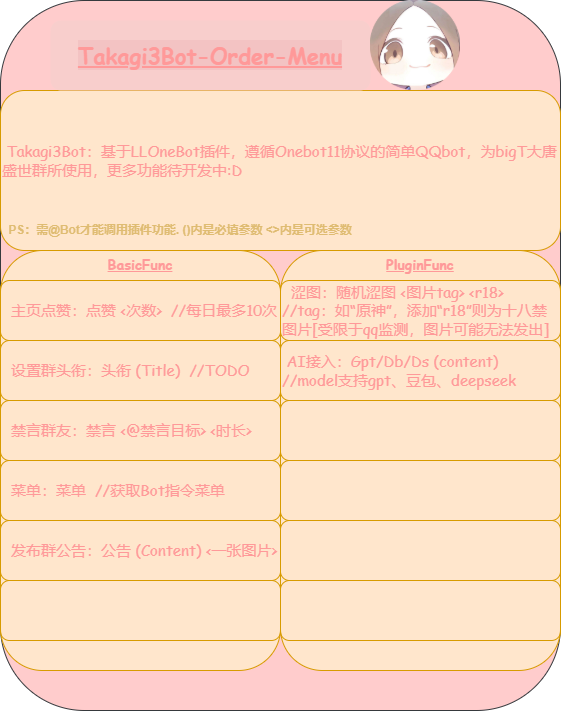 Takagi3Bot-Order-Menu
Takagi3Bot：基于LLOneBot插件，遵循Onebot11协议的简单QQbot，为bigT大唐
盛世群所使用，更多功能待开发中:D
PS：需@Bot才能调用插件功能. ()内是必填参数 <>内是可选参数
BasicFunc
主页点赞：点赞 <次数> //每日最多10次
设置群头衔：头衔 (Title) //TODO
禁言群友：禁言 <@禁言目标> <时长>
菜单：菜单 //获取Bot指令菜单
发布群公告：公告 (Content) <一张图片>
PluginFunc
涩图：随机涩图 <图片tag> <r18>
//tag：如“原神”，添加“r18”则为十八禁
图片[受限于qq监测，图片可能无法发出]
AI接入：Gpt/Db/Ds (content)
//model支持gpt、豆包、deepseek